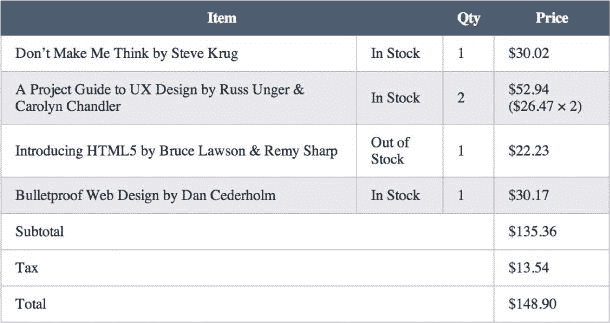 Item Qty Price
Don’t Make Me Think by Steve Krug In Stock 1 $30.02
A Project Guide to UX Design by Russ Unger &
Carolyn Chandler In Stock 2 $52.94
($26.47 × 2)
Introducing HTML5 by Bruce Lawson & Remy Sharp Out of
Stock 1 $22.23
Bulletproof Web Design by Dan Cederholm In Stock 1 $30.17
Subtotal $135.36
Tax $13.54
Total $148.90